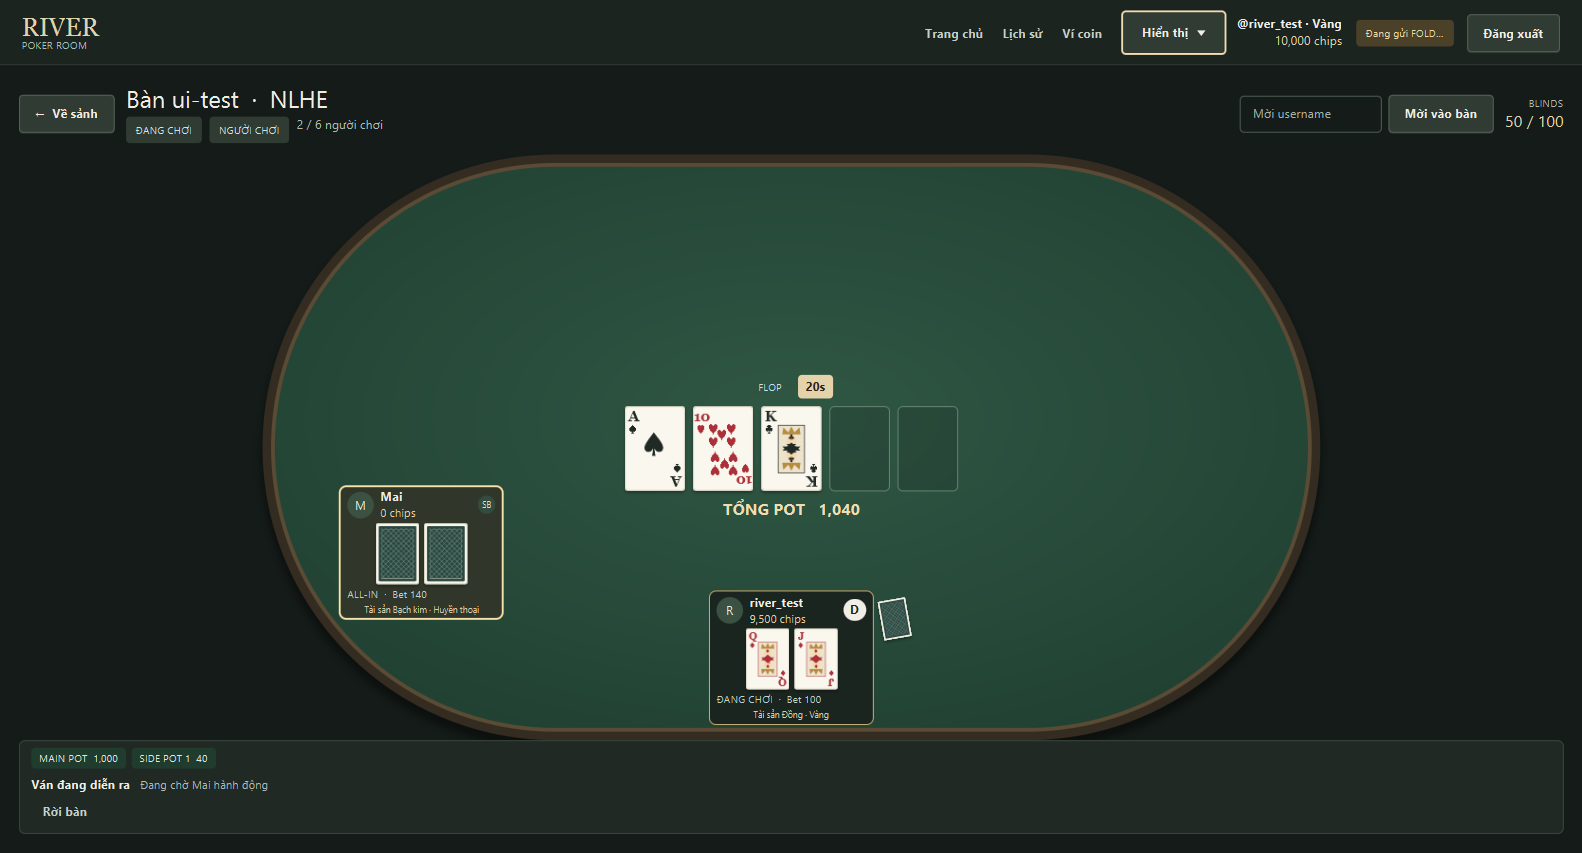 RIVER
POKER ROOM
Trang chủ
Lịch sử
Ví coin
Hiển thị ▼
@river_test · Vàng
10,000 chips
Đang gửi FOLD...
Đăng xuất
← Về sảnh
Bàn ui-test · NLHE
ĐANG CHƠI
NGƯỜI CHƠI
2 / 6 người chơi
Mời username
Mời vào bàn
BLINDS
50 / 100
FLOP
20s
A
A
10
10
K
K
TỔNG POT 1,040
M
Mai
0 chips
SB
ALL-IN · Bet 140
Tài sản Bạch kim · Huyền thoại
R
river_test
9,500 chips
D
Q
Q
J
J
ĐANG CHƠI · Bet 100
Tài sản Đồng · Vàng
MAIN POT 1,000
SIDE POT 1 40
Ván đang diễn ra Đang chờ Mai hành động
Rời bàn